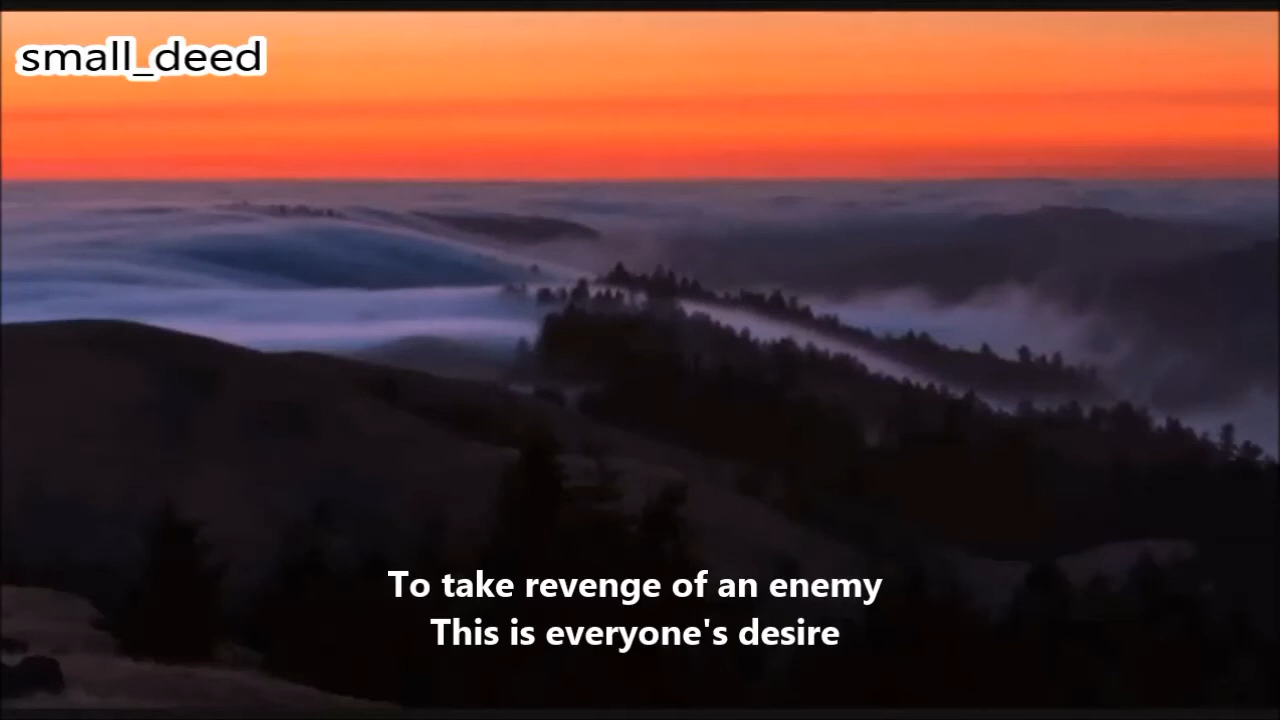 small_deed
To take revenge of an enemy
This is everyone's desire